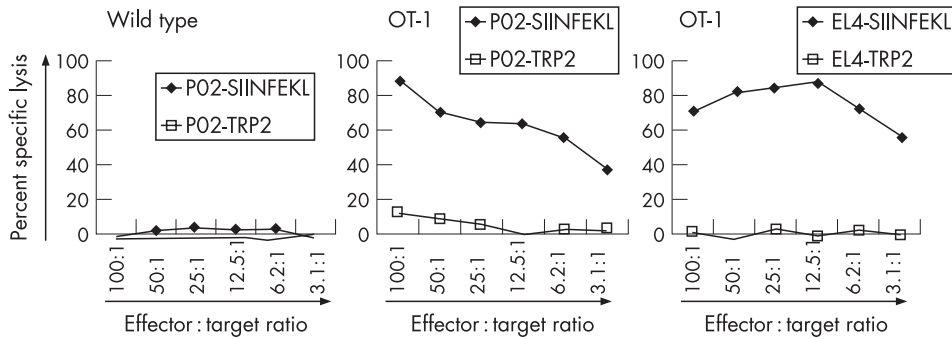 Wild type
Percent specific lysis
100
80
60
40
20
0
P02-SIINFEKL
P02-TRP2
100:1
50:1
25:1
12.5:1
6.2:1
3.1:1
Effector : target ratio
OT-1
P02-SIINFEKL
P02-TRP2
100
80
60
40
20
0
100:1
50:1
25:1
12.5:1
6.2:1
3.1:1
Effector : target ratio
OT-1
EL4-SIINFEKL
EL4-TRP2
100
80
60
40
20
0
100:1
50:1
25:1
12.5:1
6.2:1
3.1:1
Effector : target ratio